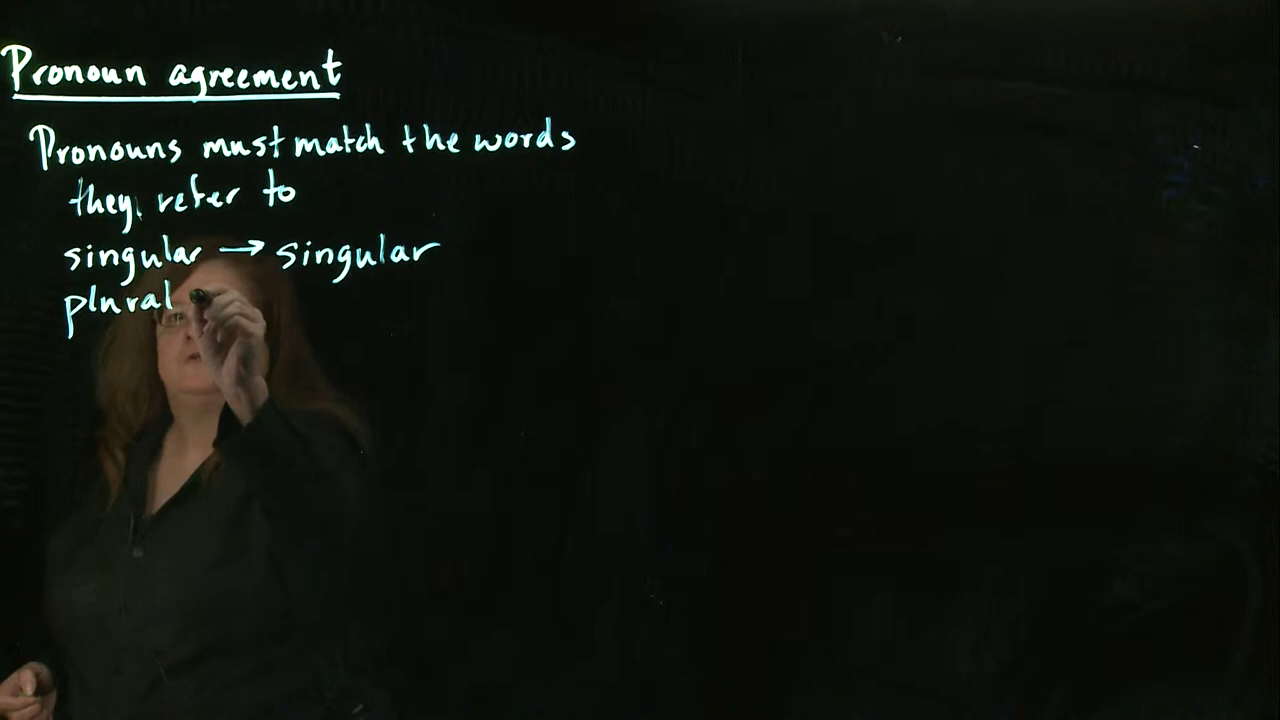 Pronoun agreement
Pronouns must match the words
they refer to
singular → singular
plural